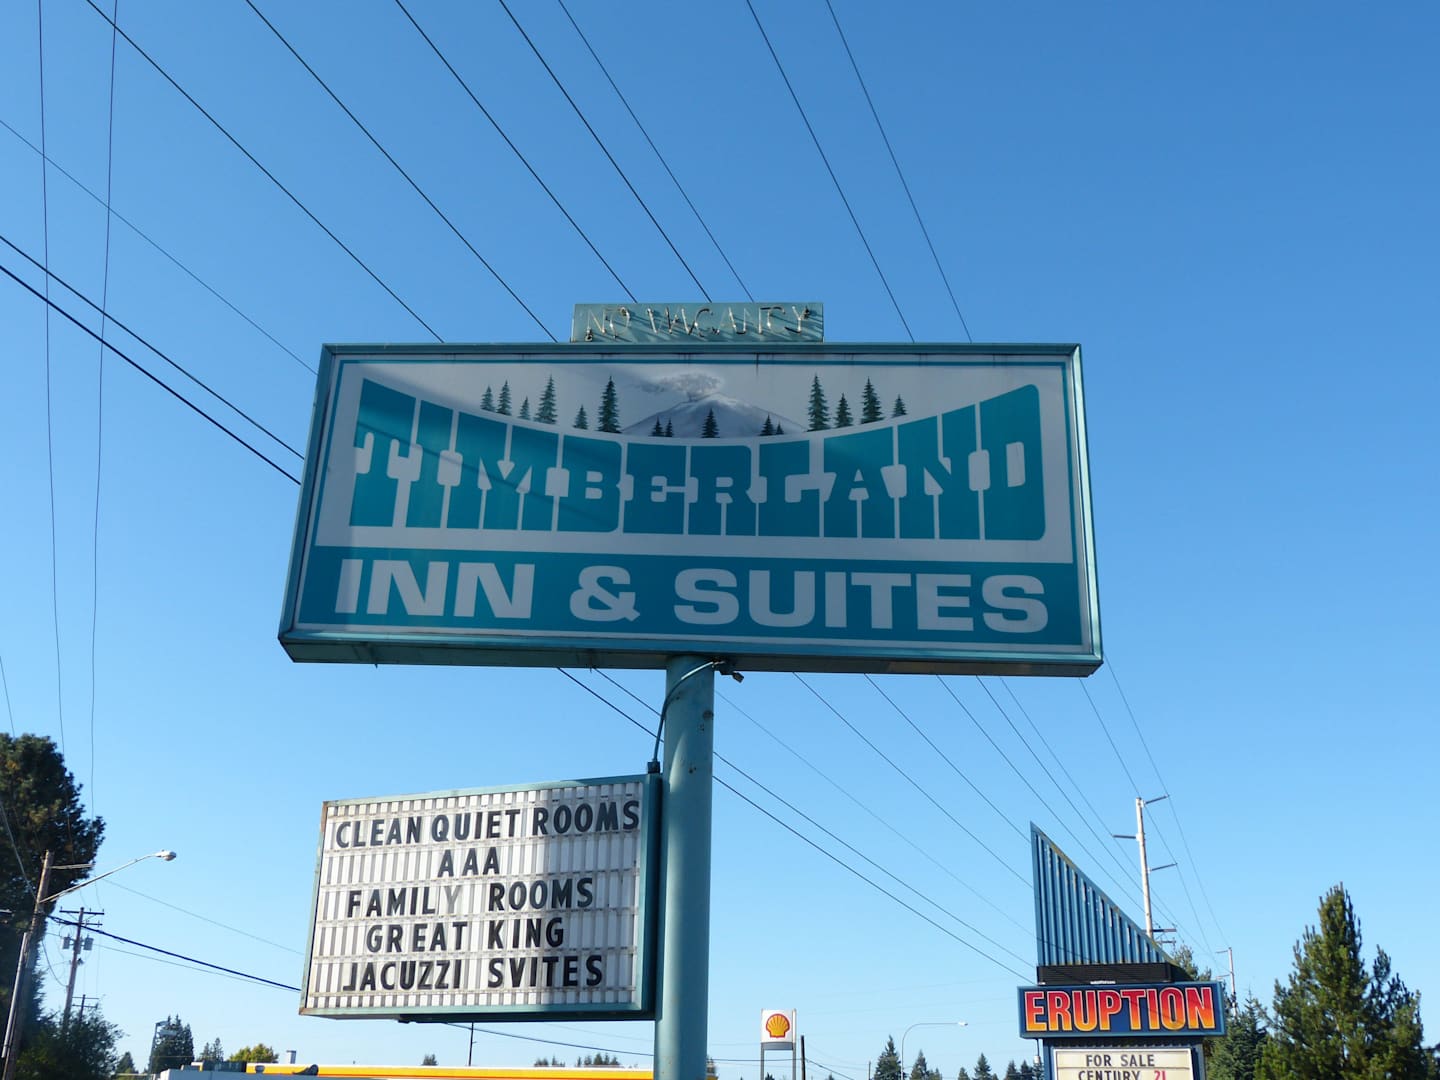 NO VACANCY
TIMBERLAND
INN & SUITES
CLEAN QUIET ROOMS
AAA
FAMILY ROOMS
GREAT KING
JACUZZI SVITES
ERUPTION
FOR SALE
CENTURY 21